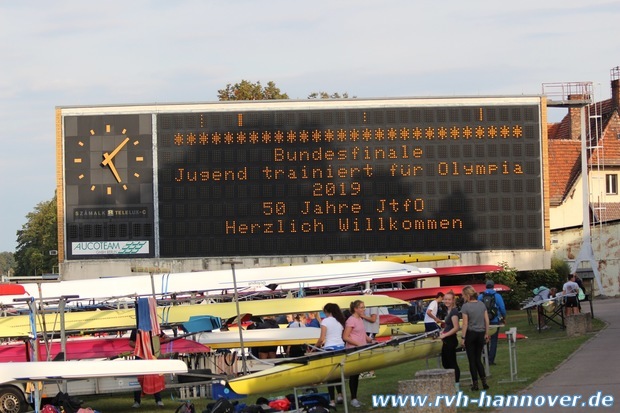 ******************************
Bundesfinale
Jugend trainiert für Olympia
2019
50 Jahre JtfO
Herzlich Willkommen
AUCOTEAM
www.rvh-hannover.de